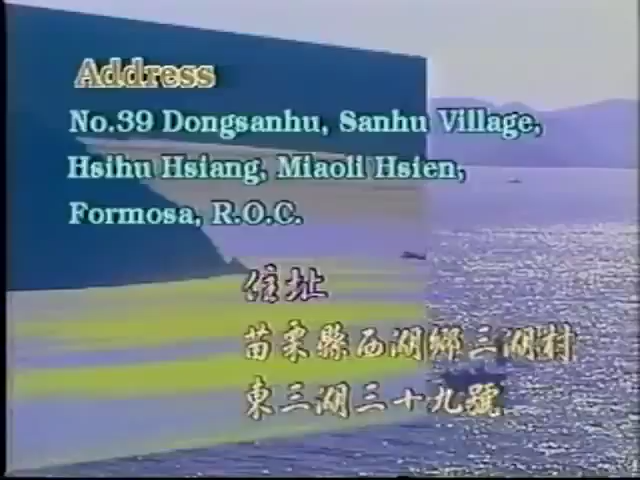 Address
No.39 Dongsanhu, Sanhu Village,
Hsihu Hsiang, Miaoli Hsien,
Formosa, R.O.C.
住址
苗栗縣西湖鄉三湖村
東三湖三十九號